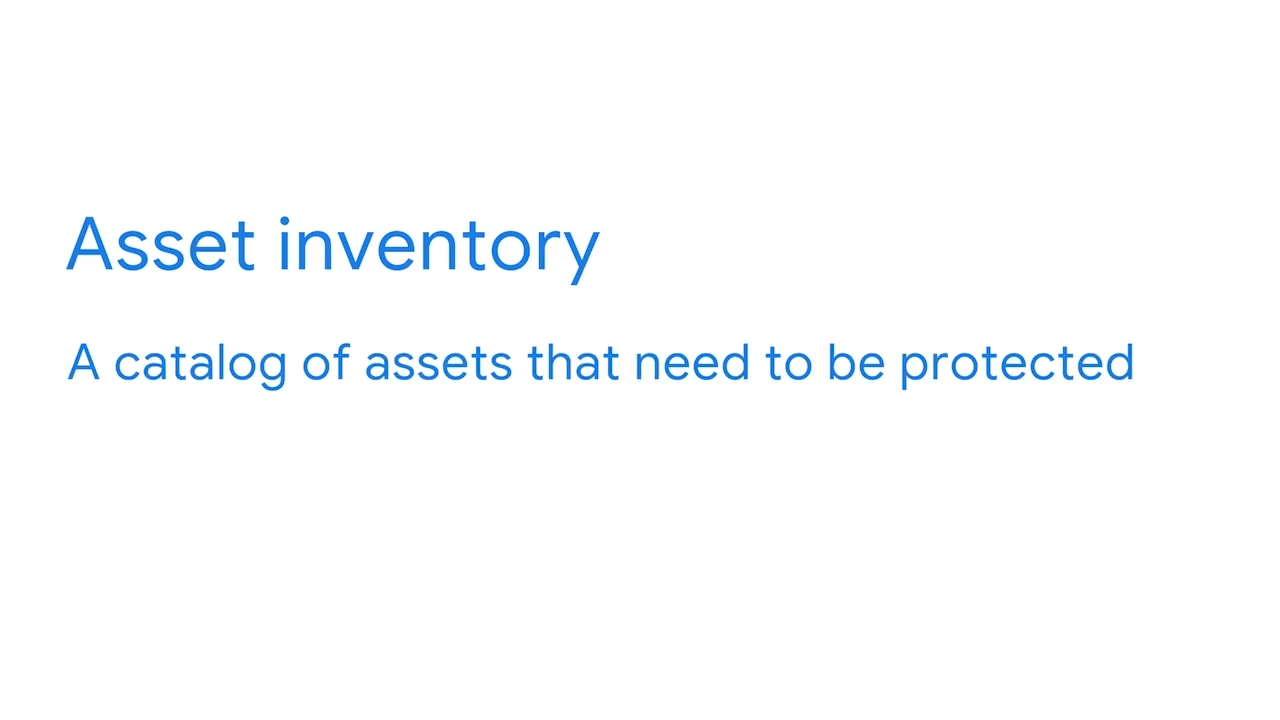 Asset inventory
A catalog of assets that need to be protected